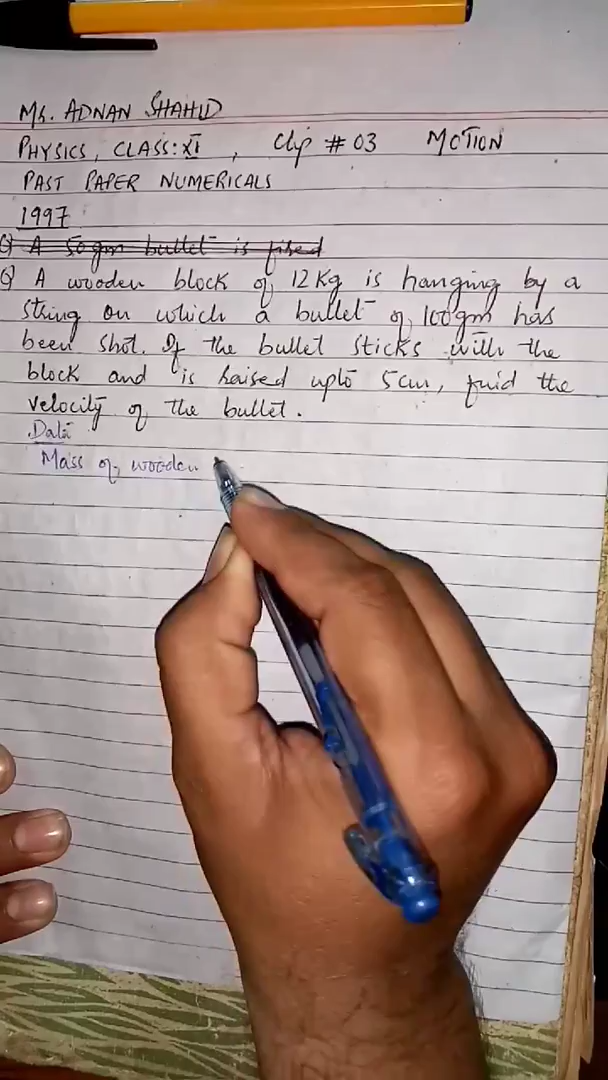 Mr. ADNAN SHAHID
PHYSICS, CLASS: XI , Clip # 03 MOTION
PAST PAPER NUMERICALS
1997
Q) A 50gm bullet is fired
Q) A wooden block of 12 Kg is hanging by a
string on which a bullet of 100gm has
been shot. If the bullet sticks with the
block and is raised upto 5cm, find the
velocity of the bullet.
Data
Mass of wooden